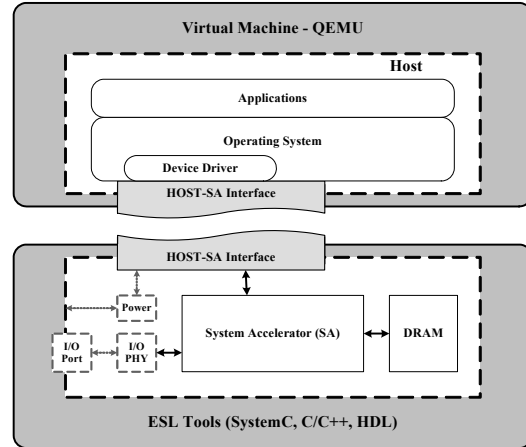 Virtual Machine - QEMU
Host
Applications
Operating System
Device Driver
HOST-SA Interface
HOST-SA Interface
Power
System Accelerator (SA)
DRAM
I/O
Port
I/O
PHY
ESL Tools (SystemC, C/C++, HDL)